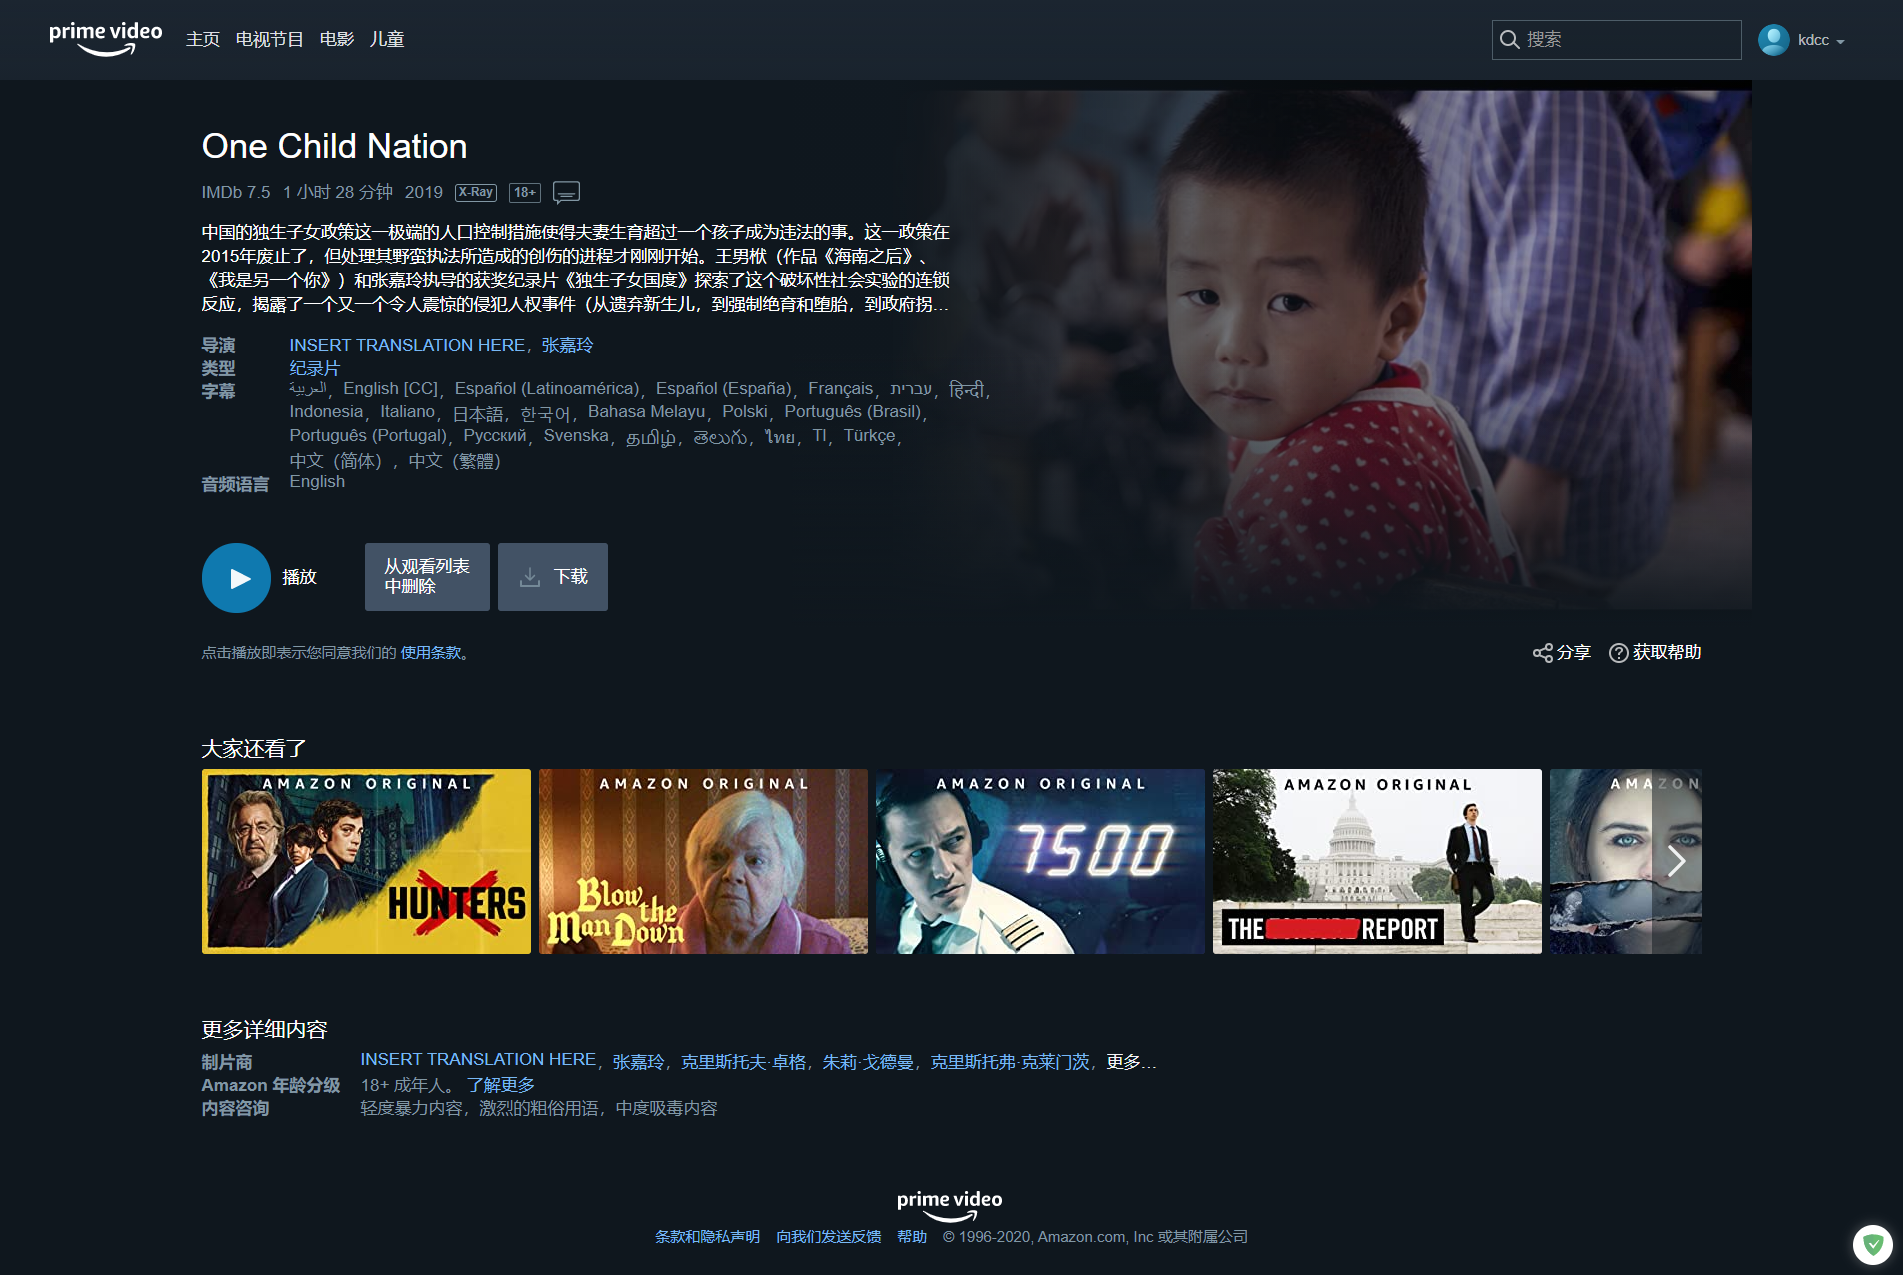 prime video 主页 电视节目 电影 儿童 搜索 kdcc
One Child Nation
IMDb 7.5 1 小时 28 分钟 2019 X-Ray 18+
中国的独生子女政策这一极端的人口控制措施使得夫妻生育超过一个孩子成为违法的事。这一政策在
2015年废止了，但处理其野蛮执法所造成的创伤的进程才刚刚开始。王男栿（作品《海南之后》、
《我是另一个你》）和张嘉玲执导的获奖纪录片《独生子女国度》探索了这个破坏性社会实验的连锁
反应，揭露了一个又一个令人震惊的侵犯人权事件（从遗弃新生儿，到强制绝育和堕胎，到政府拐…
导演 INSERT TRANSLATION HERE，张嘉玲
类型 纪录片
字幕 العربية，English [CC]，Español (Latinoamérica)，Español (España)，Français，עברית，हिन्दी，
Indonesia，Italiano，日本語，한국어，Bahasa Melayu，Polski，Português (Brasil)，
Português (Portugal)，Русский，Svenska，தமிழ்，తెలుగు，ไทย，Tl，Türkçe，
中文（简体），中文（繁體）
音频语言 English
播放
从观看列表
中删除
下载
点击播放即表示您同意我们的 使用条款。
分享 获取帮助
大家还看了
AMAZON ORIGINAL
HUNTERS
AMAZON ORIGINAL
Blow the
Man Down
AMAZON ORIGINAL
7500
AMAZON ORIGINAL
THE REPORT
AMAZON
更多详细内容
制片商 INSERT TRANSLATION HERE，张嘉玲，克里斯托夫·卓格，朱莉·戈德曼，克里斯托弗·克莱门茨，更多…
Amazon 年龄分级 18+ 成年人。 了解更多
内容咨询 轻度暴力内容，激烈的粗俗用语，中度吸毒内容
prime video
条款和隐私声明 向我们发送反馈 帮助 © 1996-2020, Amazon.com, Inc 或其附属公司